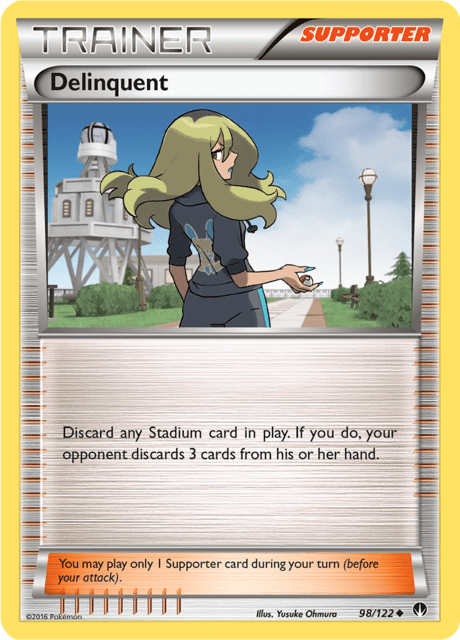 TRAINER
SUPPORTER
Delinquent
Discard any Stadium card in play. If you do, your
opponent discards 3 cards from his or her hand.
You may play only 1 Supporter card during your turn (before
your attack).
©2016 Pokémon
Illus. Yusuke Ohmura
98/122